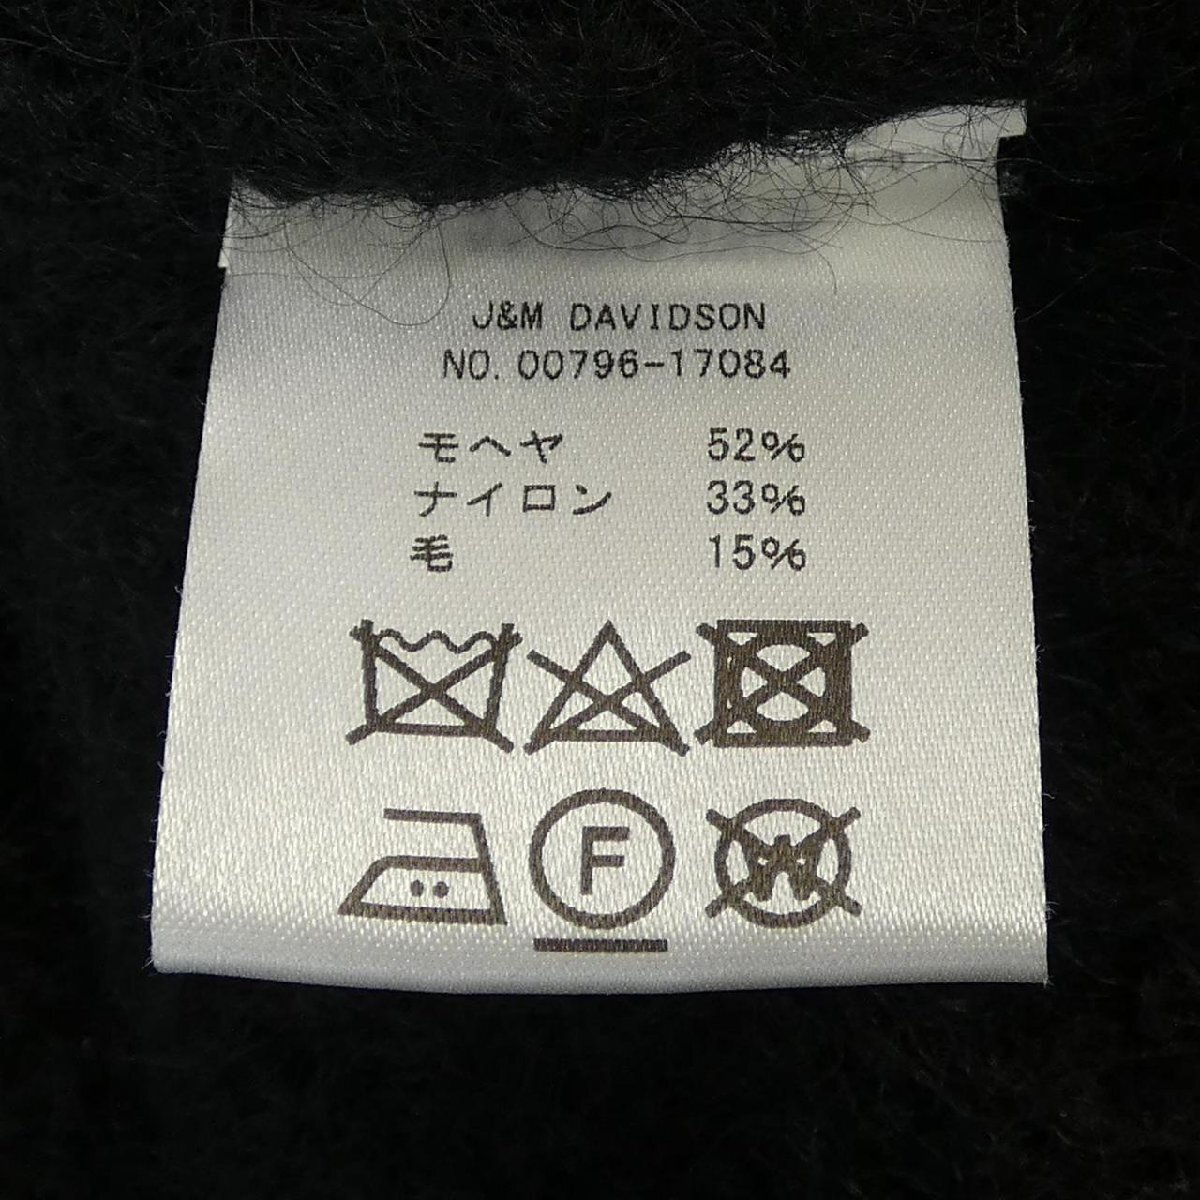 J&M DAVIDSON
NO. 00796-17084
モヘヤ 52%
ナイロン 33%
毛 15%
F W